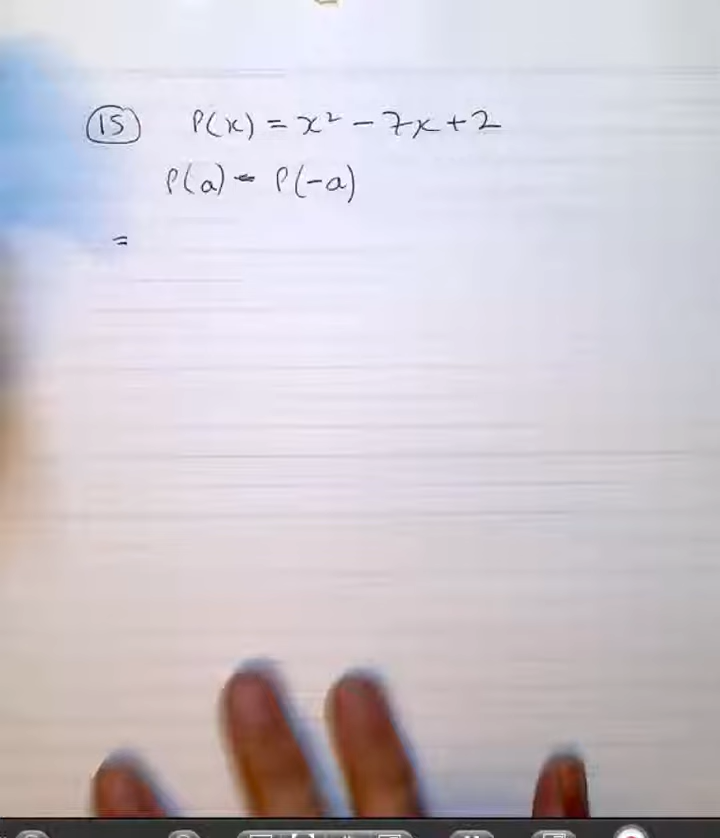 (15) P(x) = x² - 7x + 2
P(a) - P(-a)
=